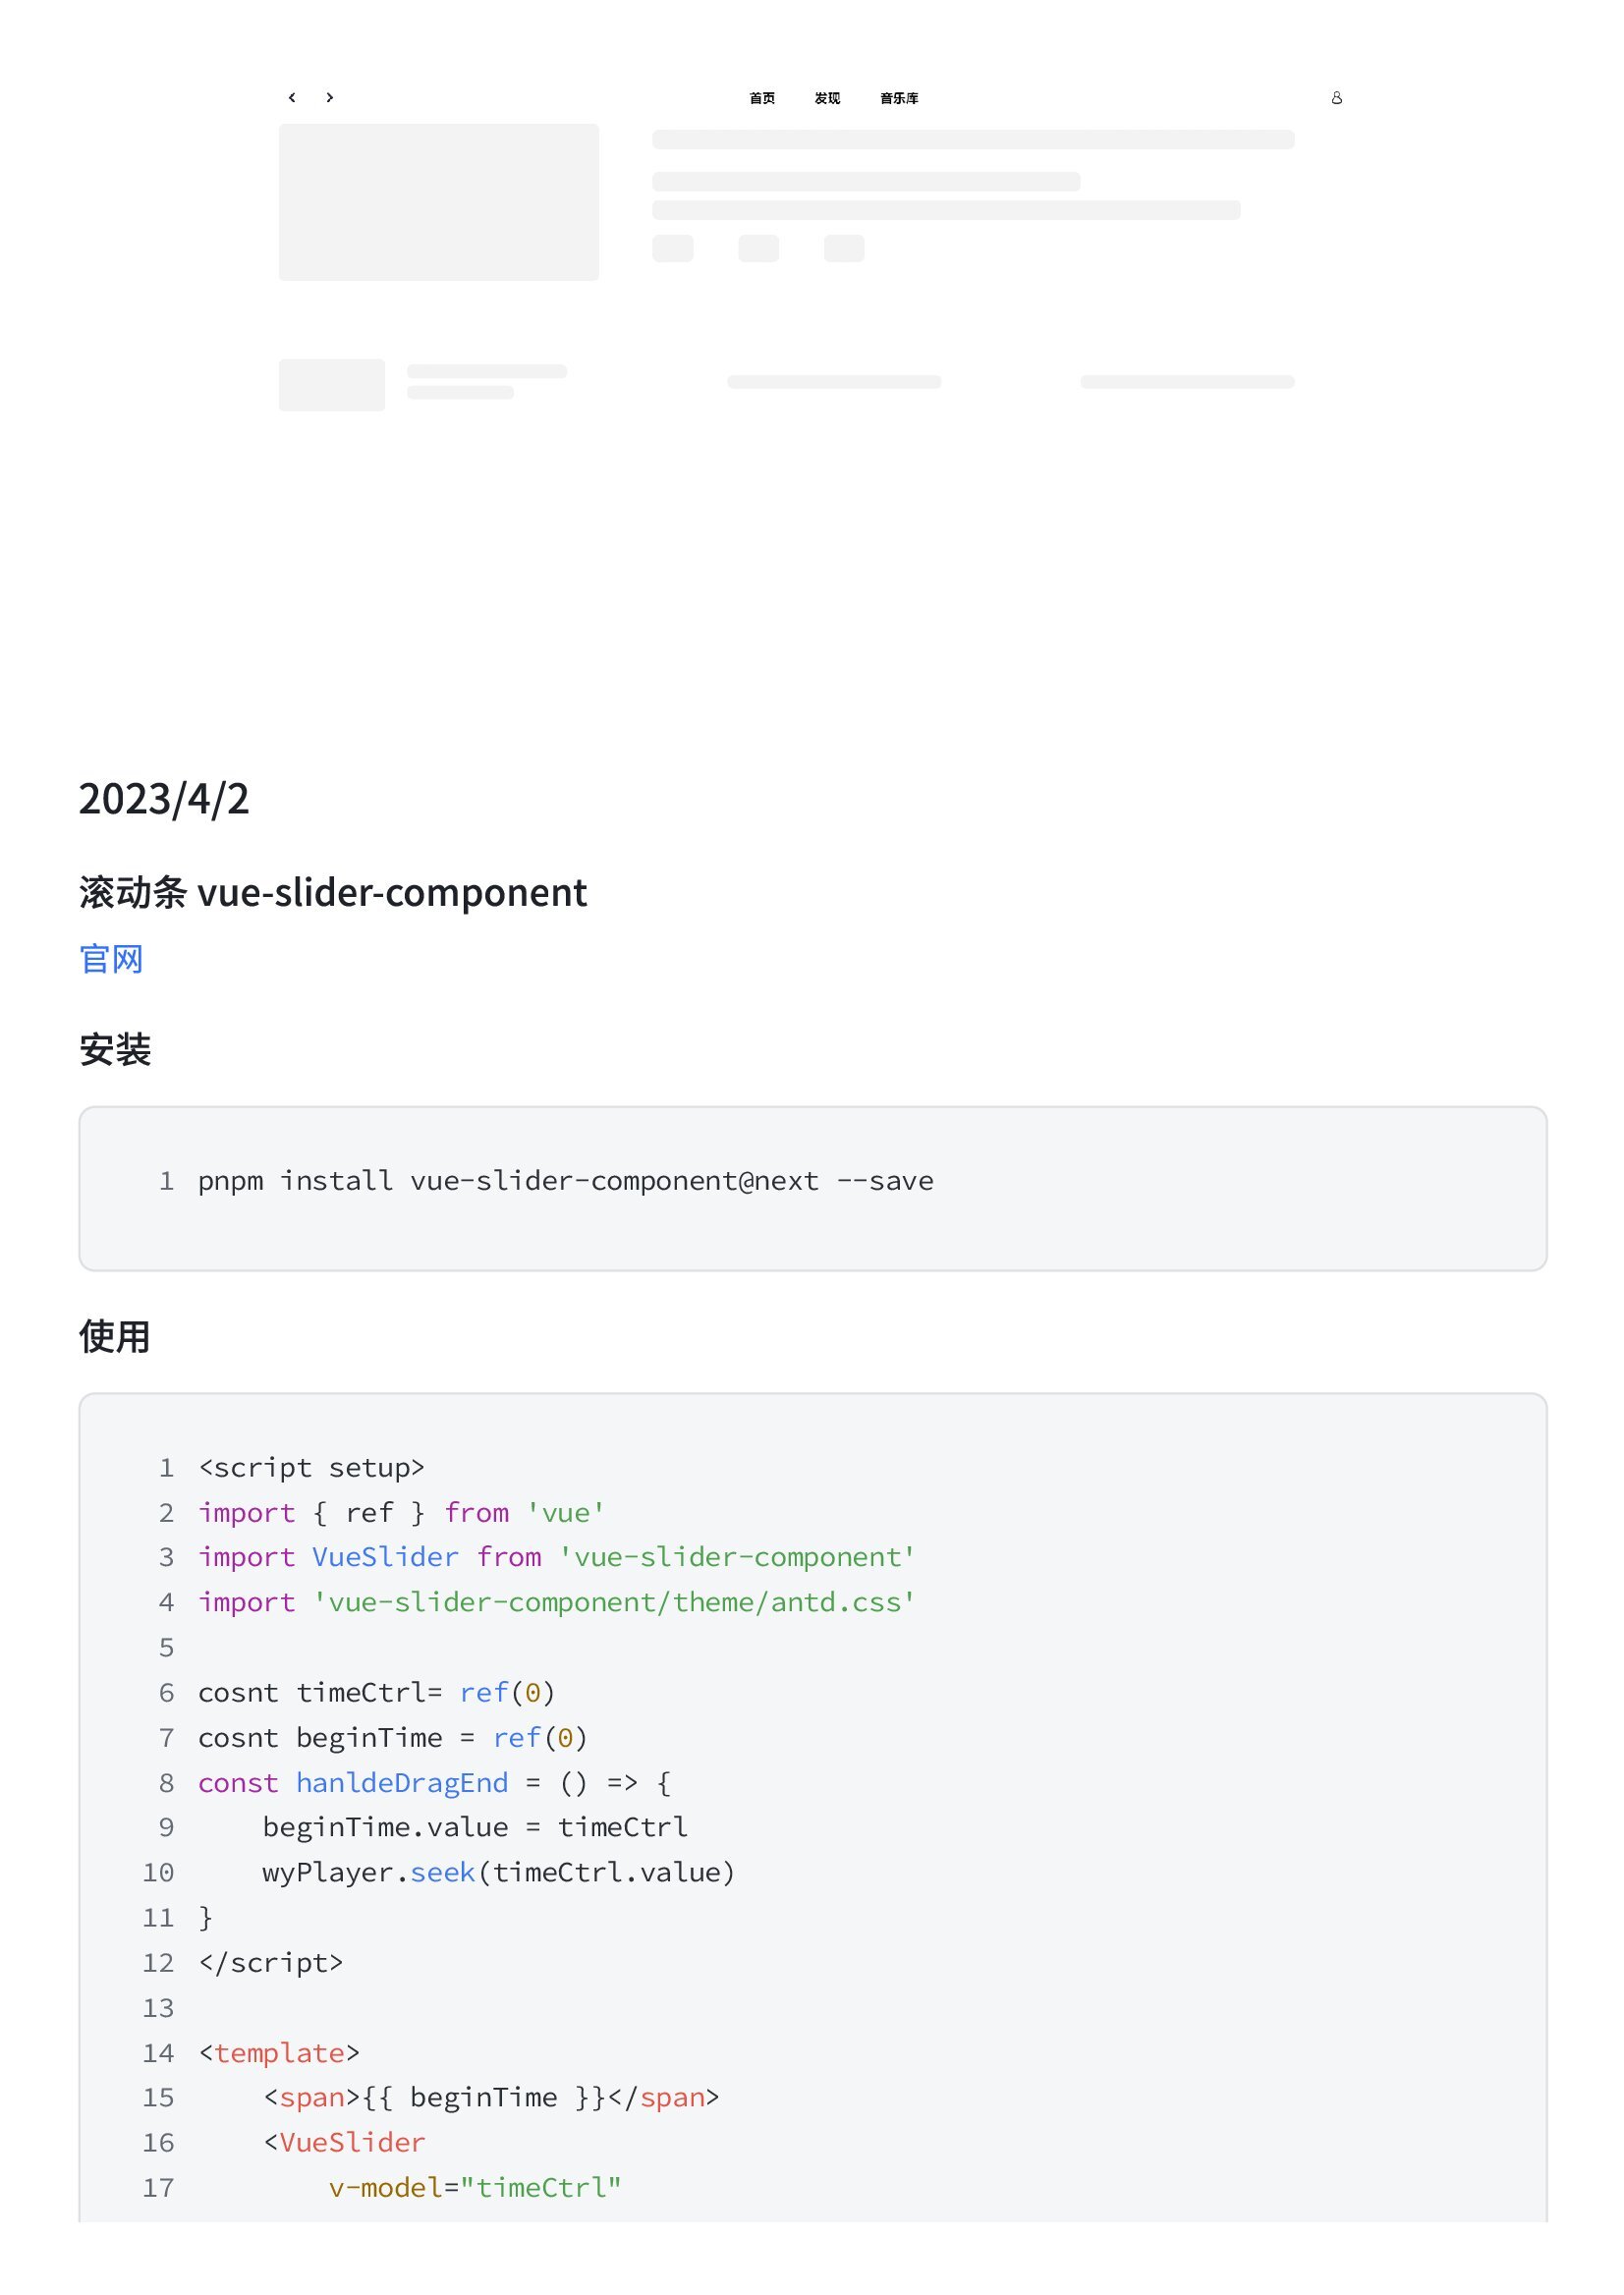 首页 发现 音乐库
2023/4/2
滚动条 vue-slider-component
官网
安装
1 pnpm install vue-slider-component@next --save
使用
1 <script setup>
2 import { ref } from 'vue'
3 import VueSlider from 'vue-slider-component'
4 import 'vue-slider-component/theme/antd.css'
5
6 cosnt timeCtrl= ref(0)
7 cosnt beginTime = ref(0)
8 const hanldeDragEnd = () => {
9     beginTime.value = timeCtrl
10     wyPlayer.seek(timeCtrl.value)
11 }
12 </script>
13
14 <template>
15     <span>{{ beginTime }}</span>
16     <VueSlider
17         v-model="timeCtrl"